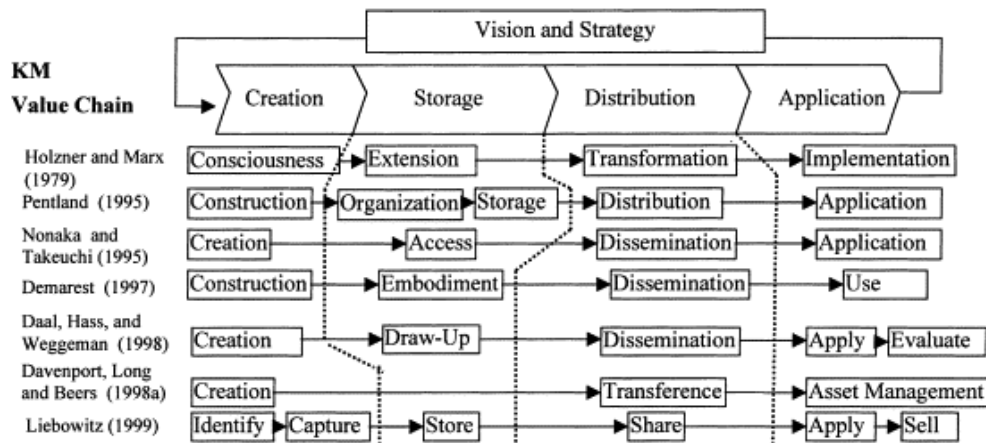 Vision and Strategy
KM
Value Chain
Creation Storage Distribution Application
Holzner and Marx
(1979)
Consciousness Extension Transformation Implementation
Pentland (1995)
Construction Organization Storage Distribution Application
Nonaka and
Takeuchi
(1995)
Creation Access Dissemination Application
Demarest (1997)
Construction Embodiment Dissemination Use
Daal, Hass, and
Weggeman (1998)
Creation Draw-Up Dissemination Apply Evaluate
Davenport, Long
and Beers (1998a)
Creation Transference Asset Management
Liebowitz (1999)
Identify Capture Store Share Apply Sell